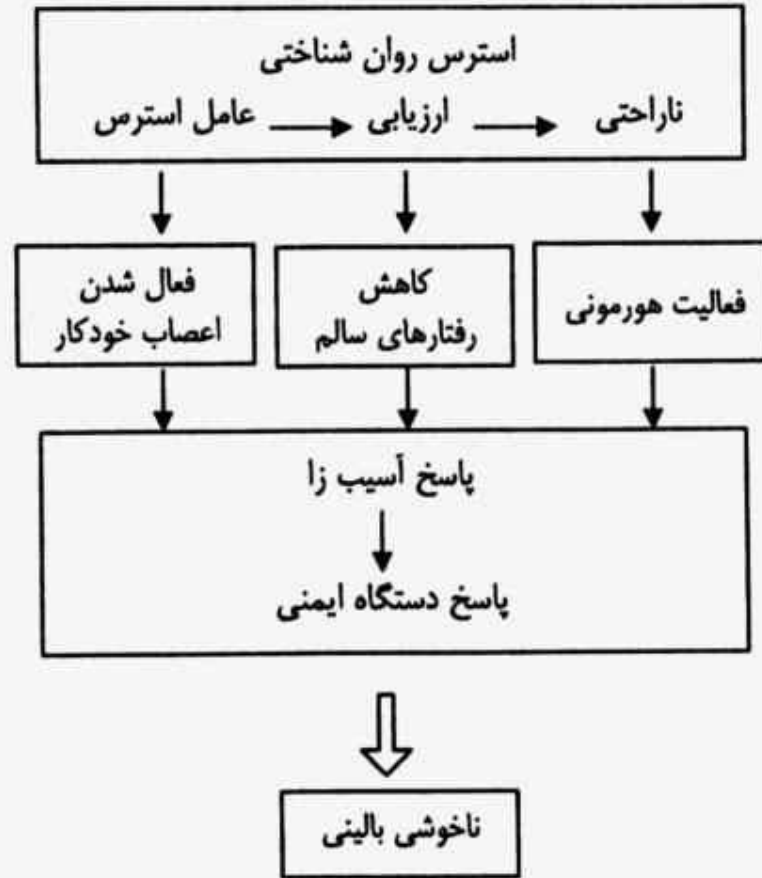 استرس روان شناختی
عامل استرس ⟶ ارزیابی ⟶ ناراحتی
فعال شدن
اعصاب خودکار
کاهش
رفتارهای سالم
فعالیت هورمونی
پاسخ آسیب زا
پاسخ دستگاه ایمنی
ناخوشی بالینی